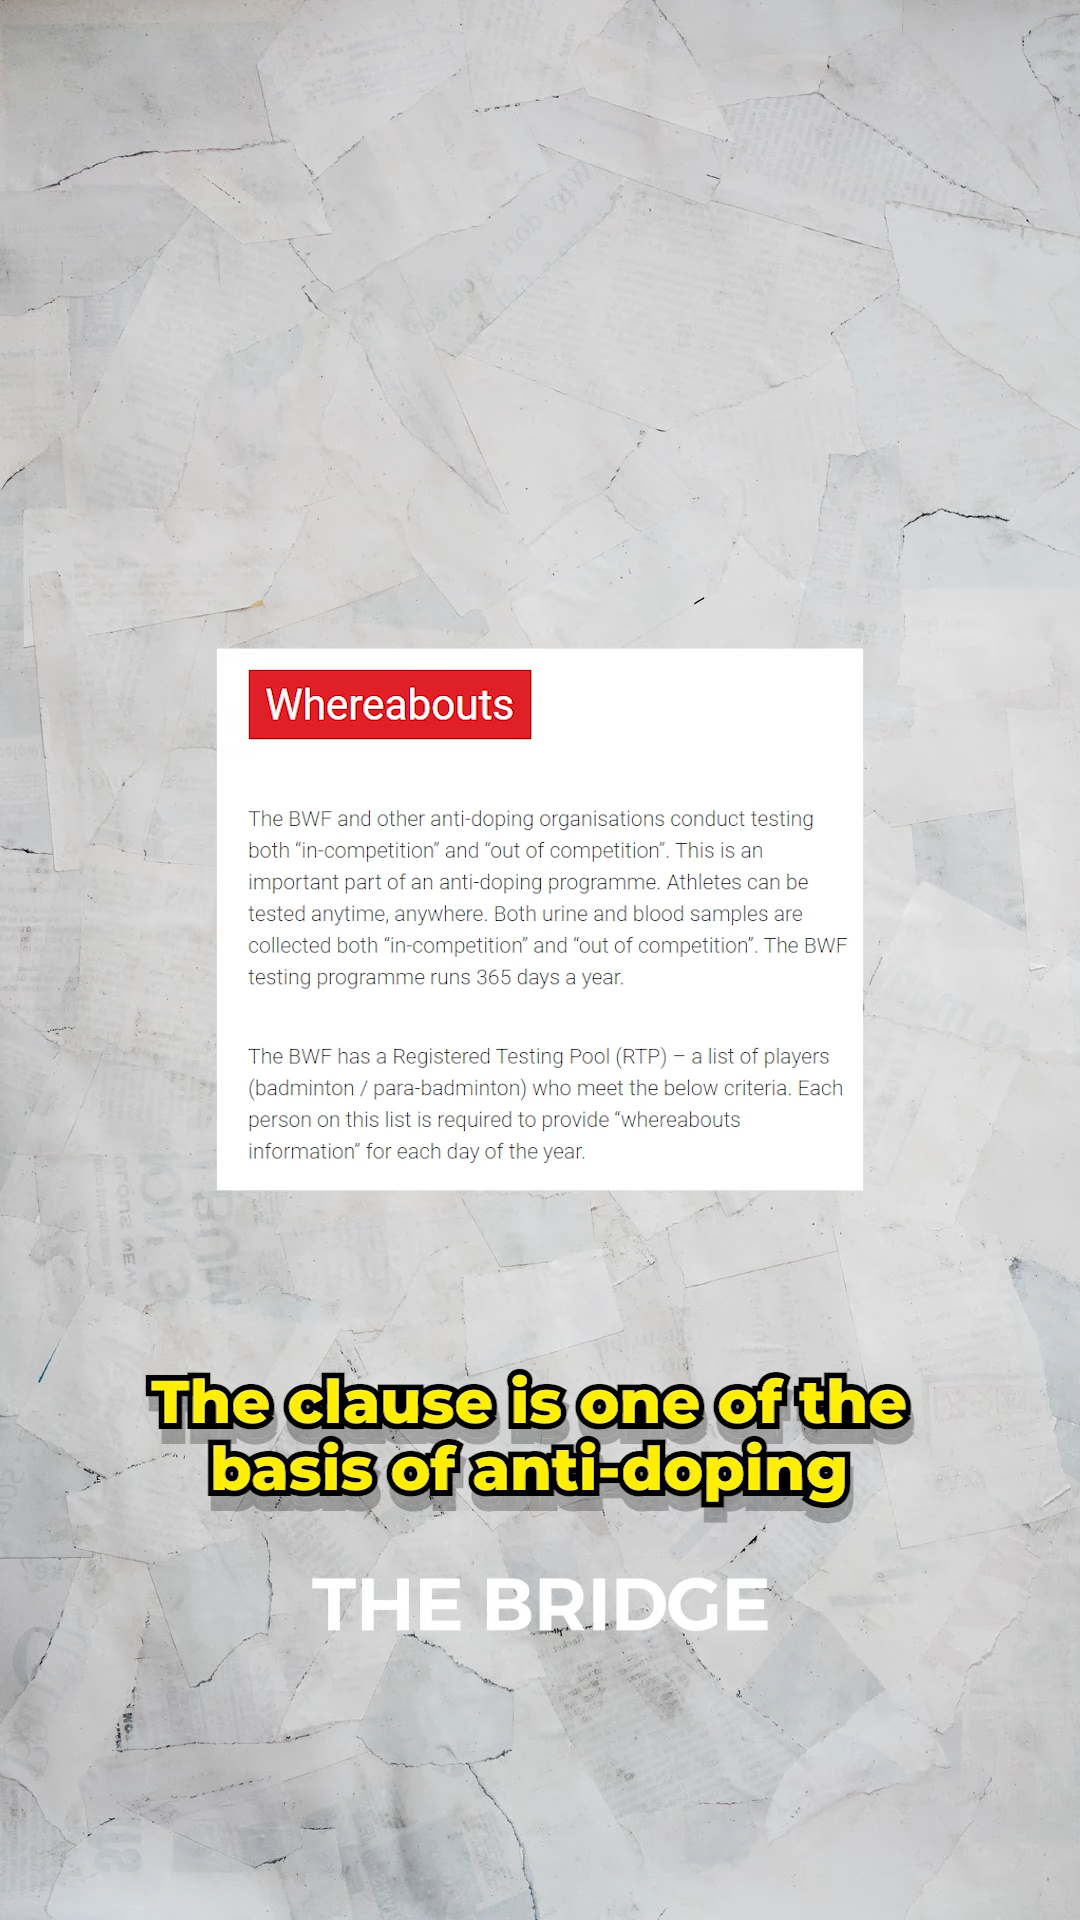 Whereabouts
The BWF and other anti-doping organisations conduct testing
both “in-competition” and “out of competition”. This is an
important part of an anti-doping programme. Athletes can be
tested anytime, anywhere. Both urine and blood samples are
collected both “in-competition” and “out of competition”. The BWF
testing programme runs 365 days a year.
The BWF has a Registered Testing Pool (RTP) – a list of players
(badminton / para-badminton) who meet the below criteria. Each
person on this list is required to provide “whereabouts
information” for each day of the year.
The clause is one of the
basis of anti-doping
THE BRIDGE